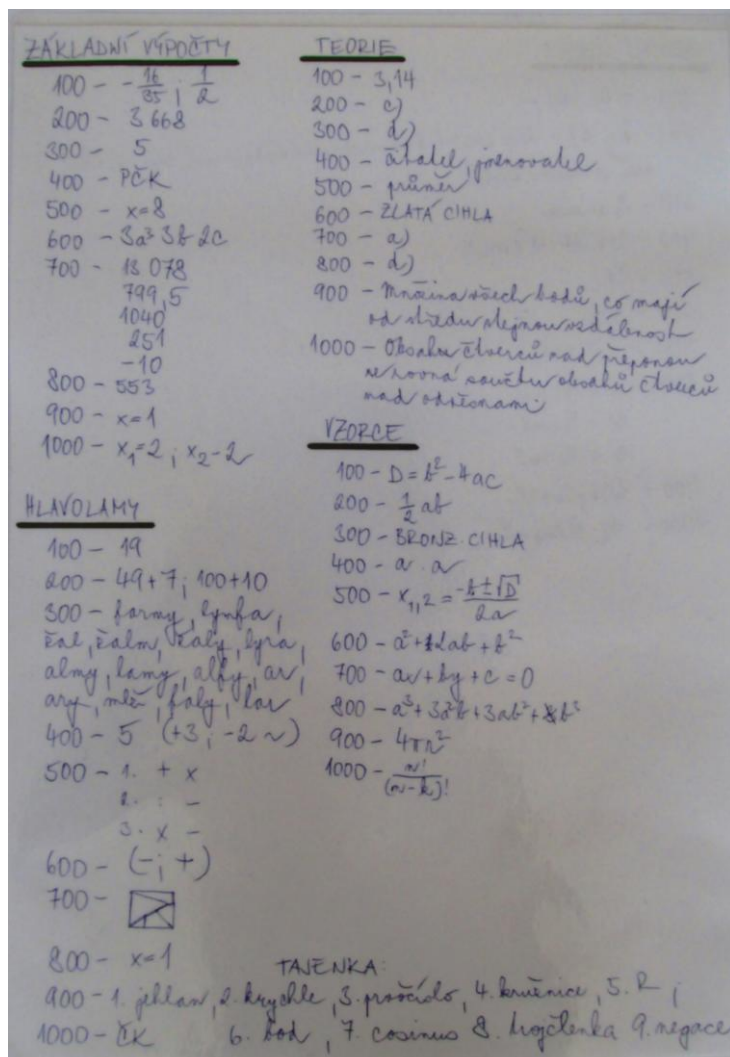 ZÁKLADNÍ VÝPOČTY
100 - -16/35 ; 1/2
200 - 3 668
300 - 5
400 - PČK
500 - x=8
600 - 3a³ 3b 2c
700 - 13 078
799,5
1040
251
-10
800 - 553
900 - x=1
1000 - x₁=2 ; x₂-2
HLAVOLAMY
100 - 19
200 - 49+7 ; 100+10
300 - farmy, lymfa,
žal, žalm, žaly, lyra,
almy, lamy, alfy, ar,
ary, mlž, faly,
400 - 5 (+3 ; -2 ~)
500 - 1. + x
2. : -
3. x -
600 - (- ; +)
700 -
800 - x=1
900 - 1. jehlan, 2. krychle, 3. prvočíslo, 4. kružnice, 5. R ;
1000 - ČK
TEORIE
100 - 3,14
200 - c)
300 - d)
400 - čitatel, jmenovatel
500 - průměr
600 - ZLATÁ CIHLA
700 - a)
800 - d)
900 - Množina všech bodů, co mají
od středu stejnou vzdálenost
1000 - Obsahu čtverců nad přeponou
se rovná součtu obsahů čtverců
nad odvěsnami
VZORCE
100 - D = b² - 4ac
200 - 1/2 ab
300 - BRONZ. CIHLA
400 - a . a
500 - x₁,₂ = -b±√D / 2a
600 - a² + 2ab + b²
700 - ax + by + c = 0
800 - a³ + 3a²b + 3ab² + b³
900 - 4πr²
1000 - n! / (n-k)!
TAJENKA:
6. bod, 7. cosinus 8. trojčlenka 9. negace